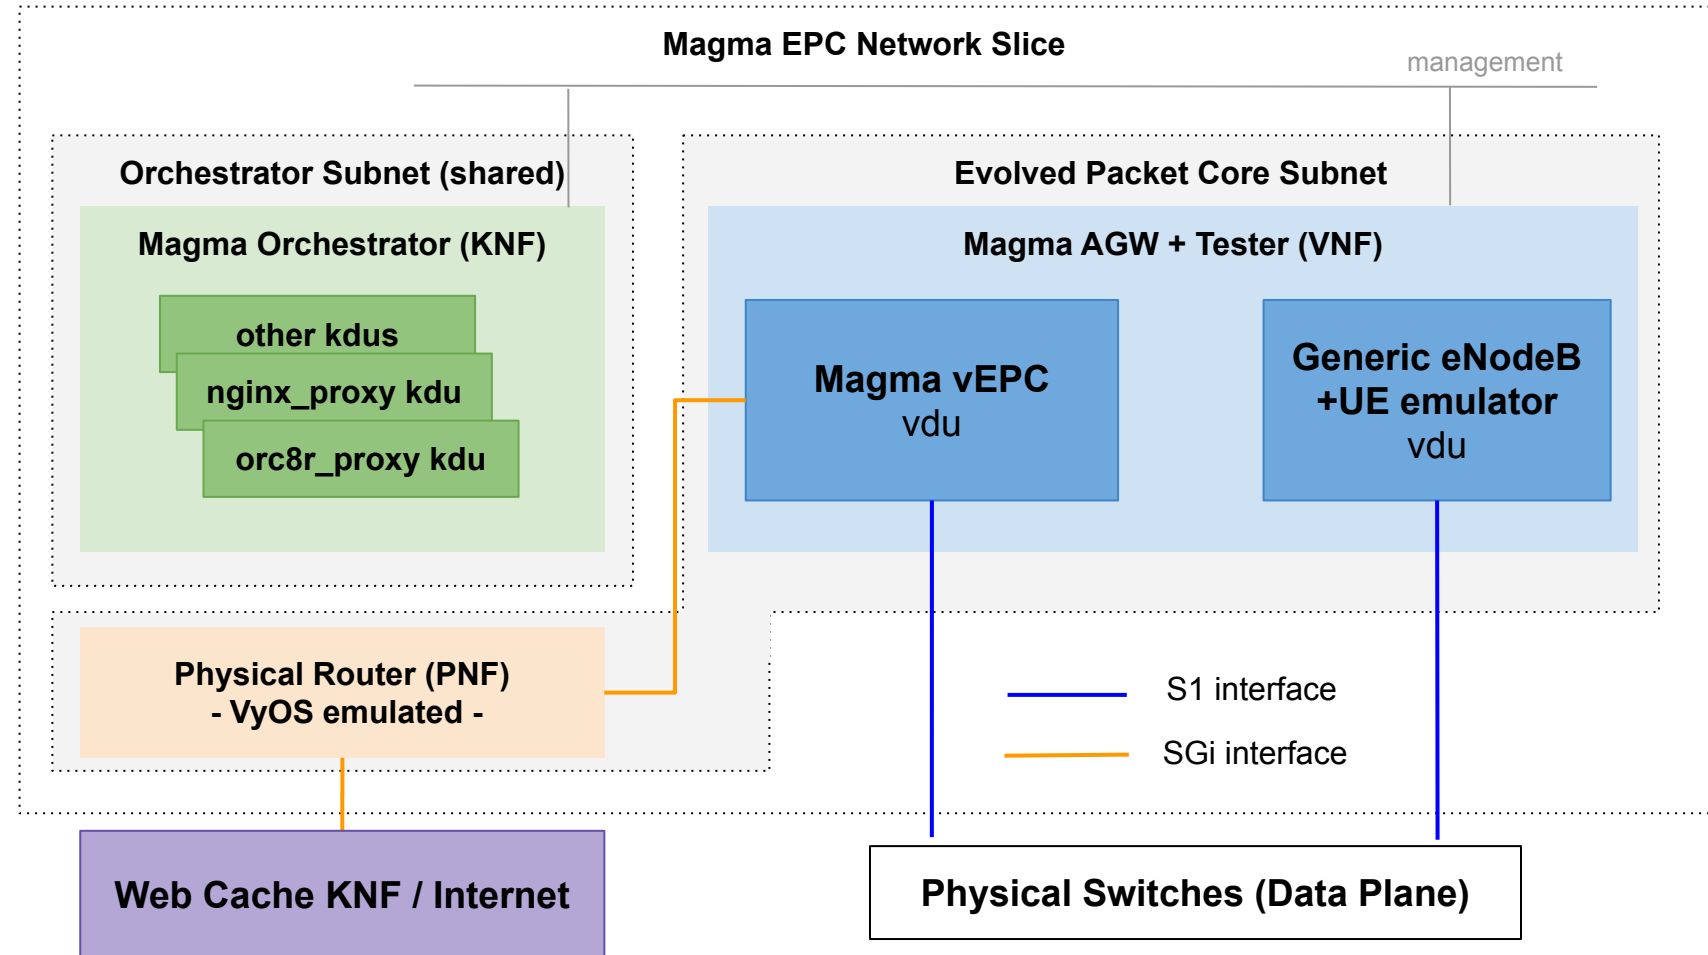 Magma EPC Network Slice
management
Orchestrator Subnet (shared)
Magma Orchestrator (KNF)
other kdus
nginx_proxy kdu
orc8r_proxy kdu
Evolved Packet Core Subnet
Magma AGW + Tester (VNF)
Magma vEPC
vdu
Generic eNodeB
+UE emulator
vdu
Physical Router (PNF)
- VyOS emulated -
S1 interface
SGi interface
Web Cache KNF / Internet
Physical Switches (Data Plane)